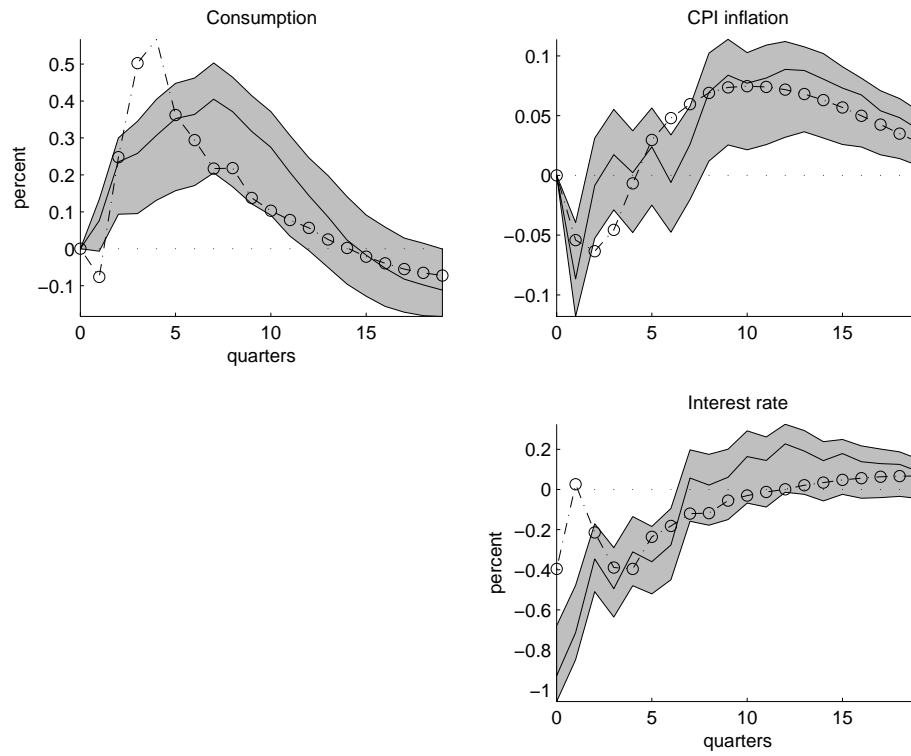 Consumption
percent
0.5
0.4
0.3
0.2
0.1
0
−0.1
0 5 10 15
quarters
CPI inflation
0.1
0.05
0
−0.05
−0.1
0 5 10 15
Interest rate
percent
0.2
0
−0.2
−0.4
−0.6
−0.8
−1
0 5 10 15
quarters